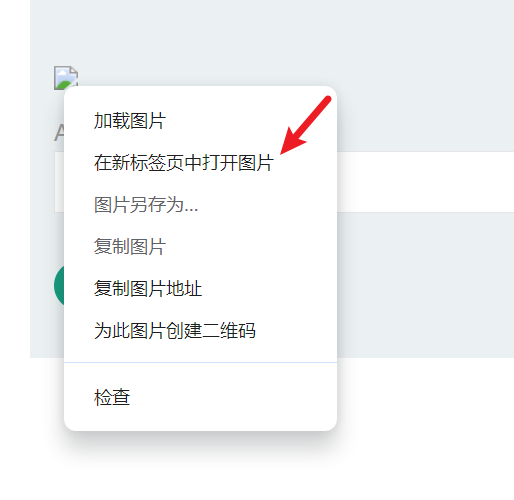 A
加载图片
在新标签页中打开图片
图片另存为...
复制图片
复制图片地址
为此图片创建二维码
检查